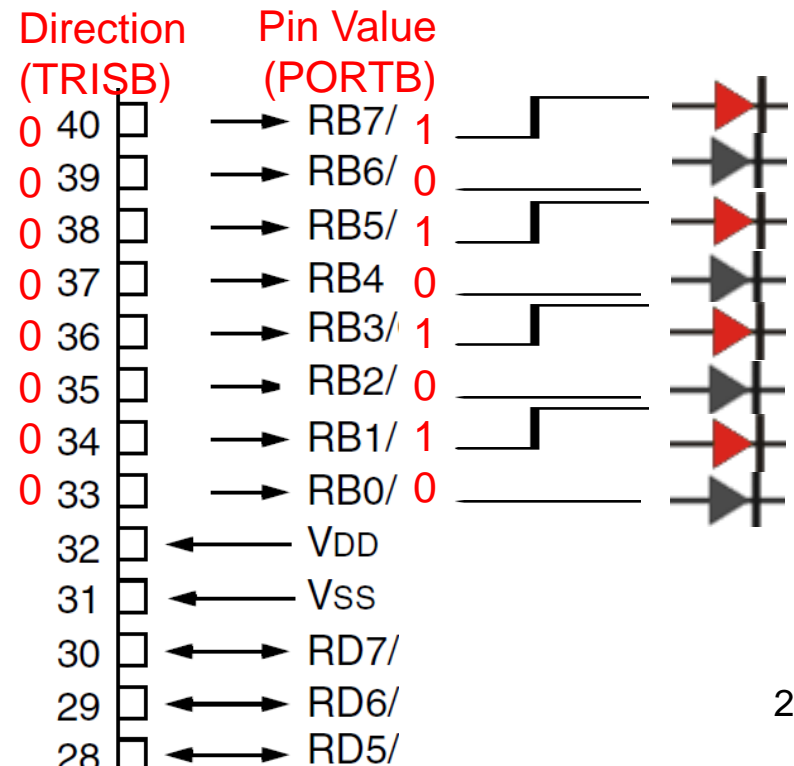 Direction Pin Value
(TRISB) (PORTB)
0 40 RB7/ 1
0 39 RB6/ 0
0 38 RB5/ 1
0 37 RB4 0
0 36 RB3/ 1
0 35 RB2/ 0
0 34 RB1/ 1
0 33 RB0/ 0
32 VDD
31 VSS
30 RD7/
29 RD6/ 2
28 RD5/